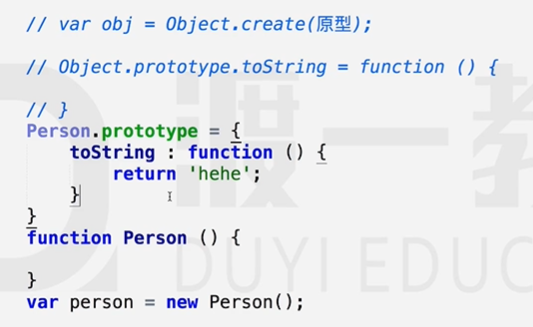 // var obj = Object.create(原型);
// Object.prototype.toString = function () {
// }
Person.prototype = {
    toString : function () {
        return 'hehe';
    }
}
function Person () {
}
var person = new Person();
渡一教
DUYI EDUC